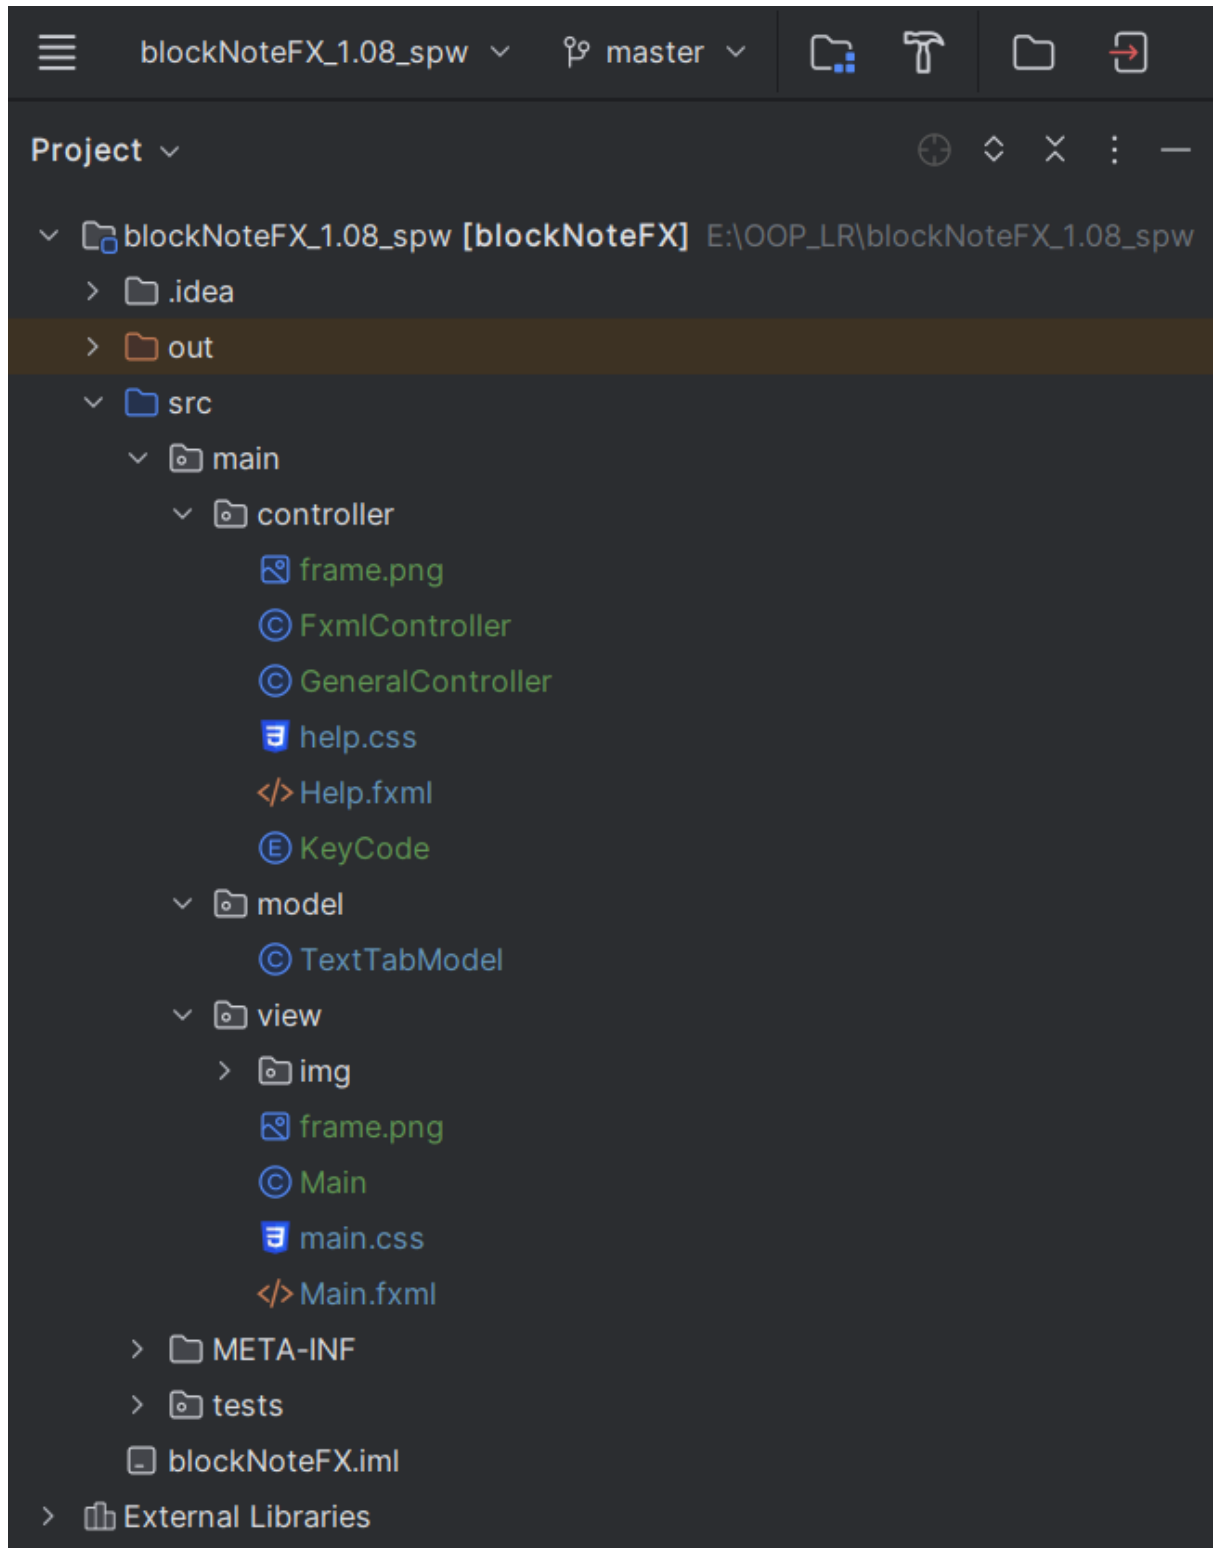 blockNoteFX_1.08_spw master
Project
blockNoteFX_1.08_spw [blockNoteFX] E:\OOP_LR\blockNoteFX_1.08_spw
.idea
out
src
main
controller
frame.png
FxmlController
GeneralController
help.css
Help.fxml
KeyCode
model
TextTabModel
view
img
frame.png
Main
main.css
Main.fxml
META-INF
tests
blockNoteFX.iml
External Libraries